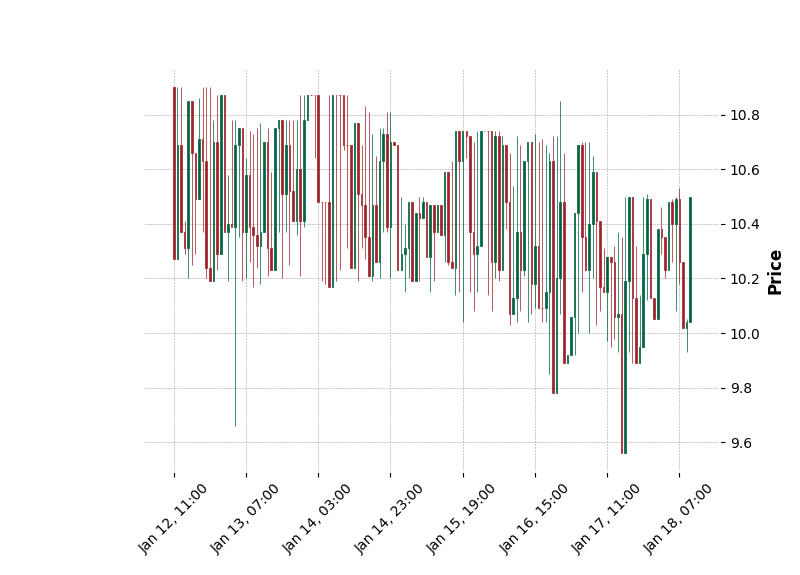 10.8
10.6
10.4
10.2
10.0
9.8
9.6
Price
Jan 12, 11:00
Jan 13, 07:00
Jan 14, 03:00
Jan 14, 23:00
Jan 15, 19:00
Jan 16, 15:00
Jan 17, 11:00
Jan 18, 07:00